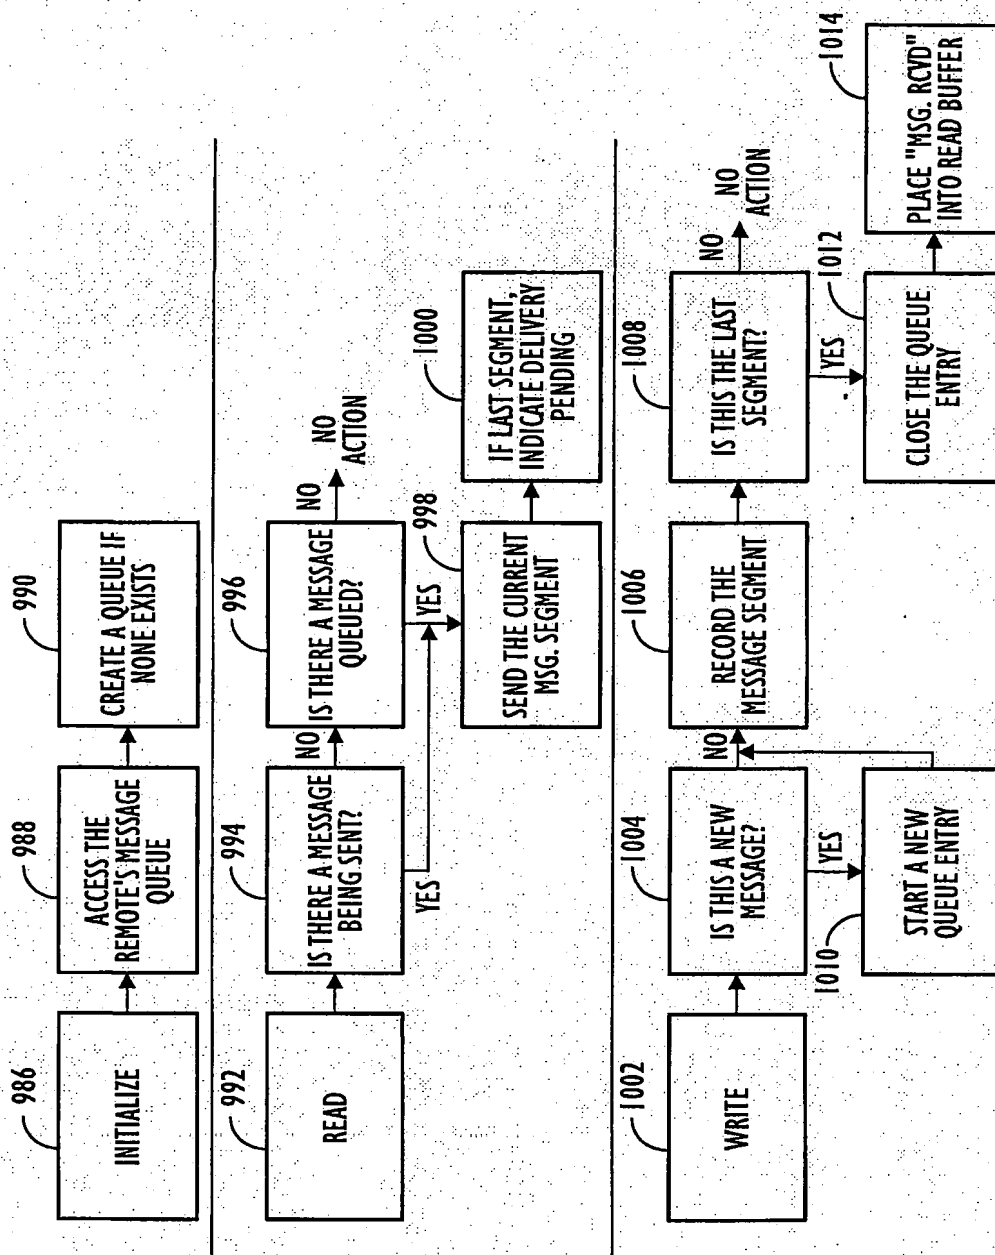 986
INITIALIZE
988
ACCESS THE
REMOTE'S MESSAGE
QUEUE
990
CREATE A QUEUE IF
NONE EXISTS
992
READ
994
IS THERE A MESSAGE
BEING SENT?
NO
YES
996
IS THERE A MESSAGE
QUEUED?
NO
NO
ACTION
YES
998
SEND THE CURRENT
MSG. SEGMENT
1000
IF LAST SEGMENT,
INDICATE DELIVERY
PENDING
1002
WRITE
1004
IS THIS A NEW
MESSAGE?
NO
YES
1010
START A NEW
QUEUE ENTRY
1006
RECORD THE
MESSAGE SEGMENT
1008
IS THIS THE LAST
SEGMENT?
NO
NO
ACTION
YES
1012
CLOSE THE QUEUE
ENTRY
1014
PLACE "MSG. RCVD"
INTO READ BUFFER